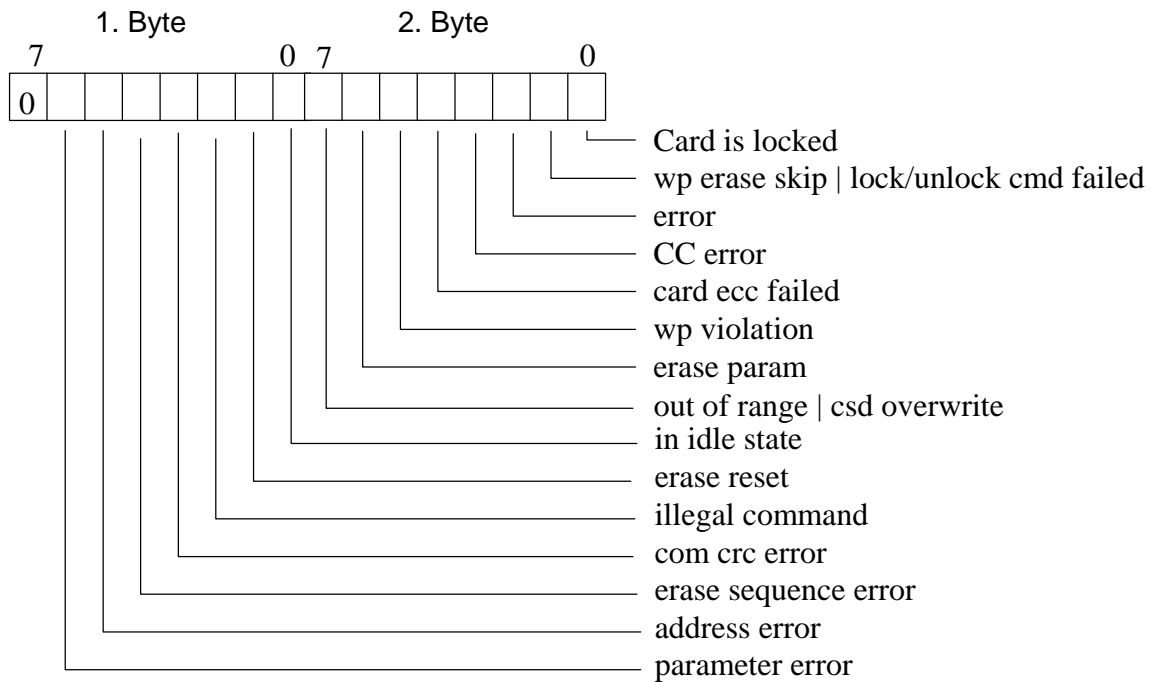 1. Byte 2. Byte
7 0 7 0
0
Card is locked
wp erase skip | lock/unlock cmd failed
error
CC error
card ecc failed
wp violation
erase param
out of range | csd overwrite
in idle state
erase reset
illegal command
com crc error
erase sequence error
address error
parameter error